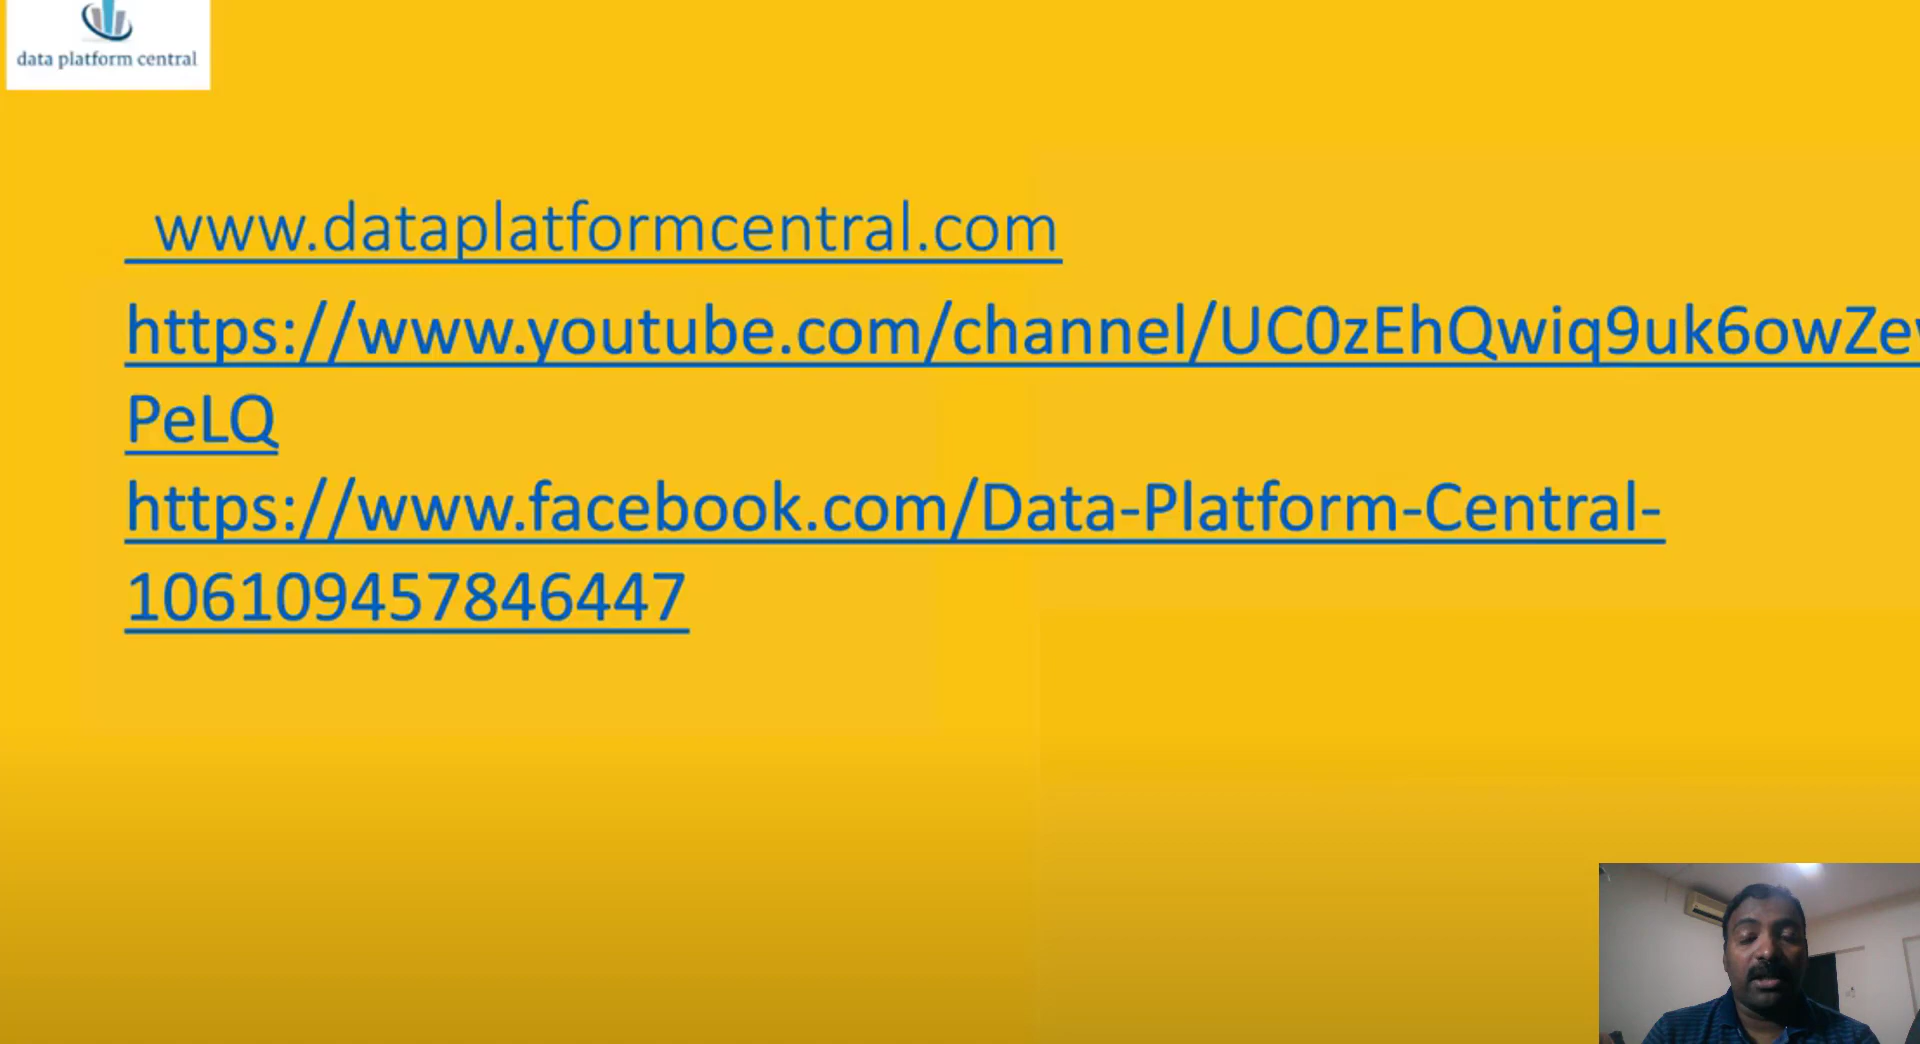 data platform central
www.dataplatformcentral.com
https://www.youtube.com/channel/UC0zEhQwiq9uk6owZe
PeLQ
https://www.facebook.com/Data-Platform-Central-
106109457846447